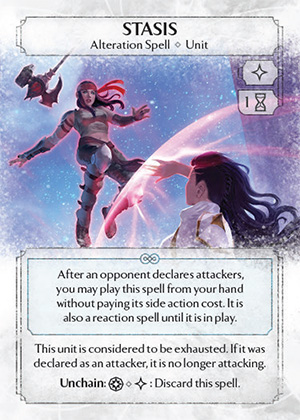 STASIS
Alteration Spell ◇ Unit
1
After an opponent declares attackers,
you may play this spell from your hand
without paying its side action cost. It is
also a reaction spell until it is in play.
This unit is considered to be exhausted. If it was
declared as an attacker, it is no longer attacking.
Unchain: ◇ : Discard this spell.